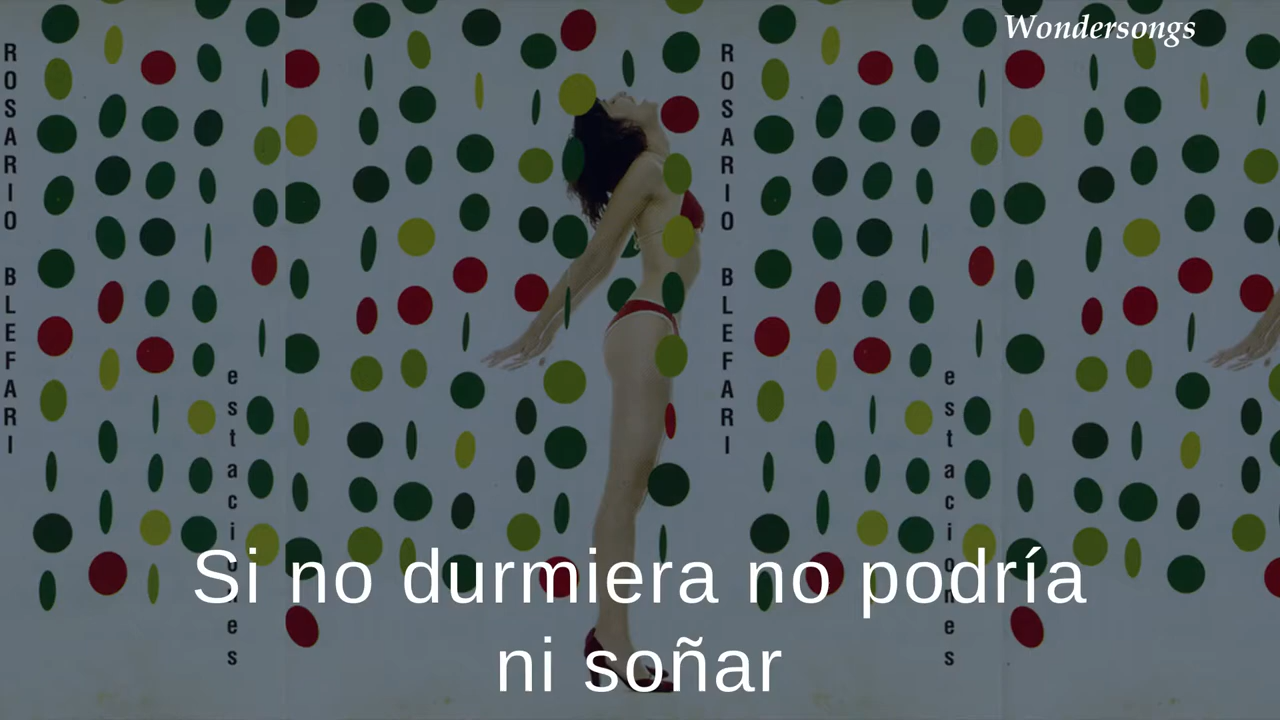 Wondersongs
ROSARIO BLEFARI
estaciones
ROSARIO BLEFARI
estaciones
Si no durmiera no podría
ni soñar